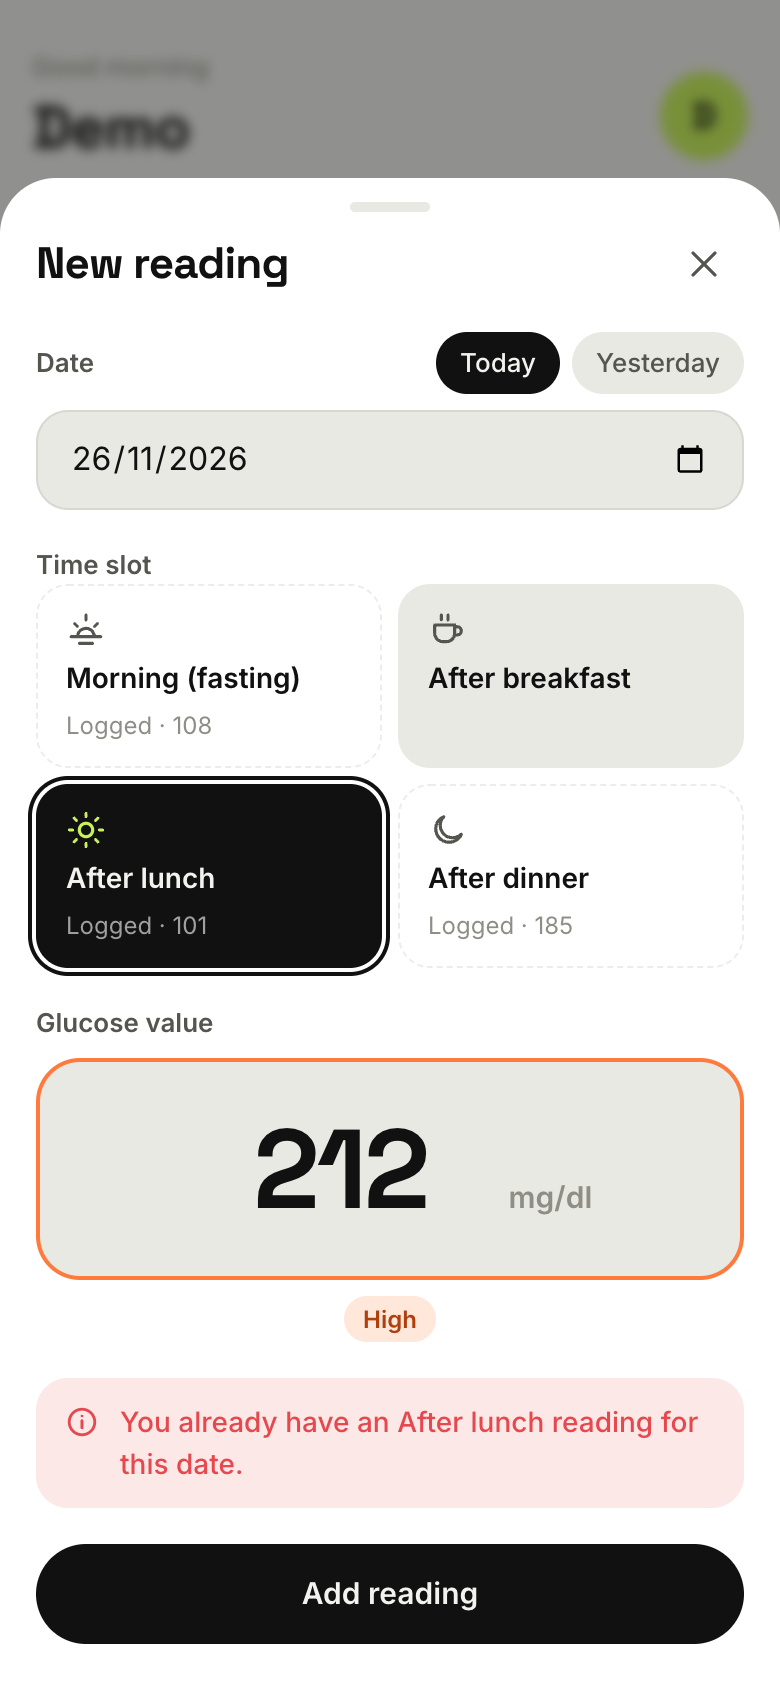 Good morning
Demo
D
New reading
Date
Today
Yesterday
26/11/2026
Time slot
Morning (fasting)
Logged · 108
After breakfast
After lunch
Logged · 101
After dinner
Logged · 185
Glucose value
212 mg/dl
High
You already have an After lunch reading for
this date.
Add reading